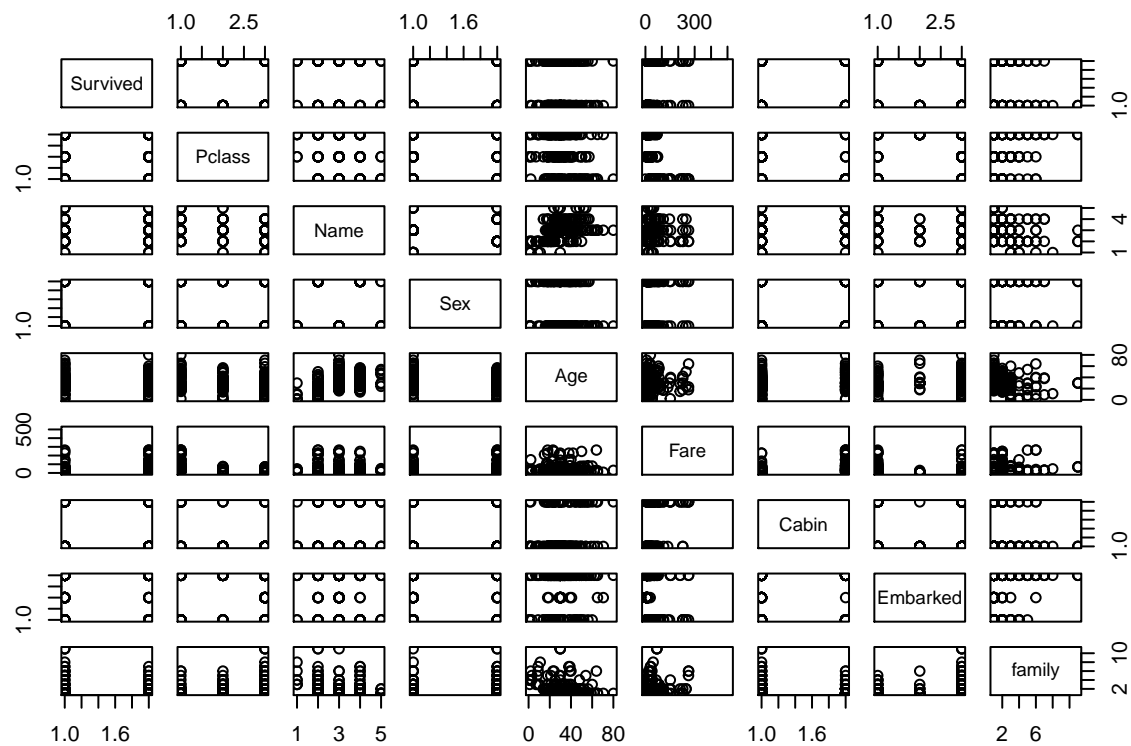 1.0 2.5 1.0 1.6 0 300 1.0 2.5
Survived 1.0
1.0 Pclass
Name 1 4
1.0 Sex
Age 0 80
0 500 Fare
Cabin 1.0
1.0 Embarked
family 2 10
1.0 1.6 1 3 5 0 40 80 1.0 1.6 2 6